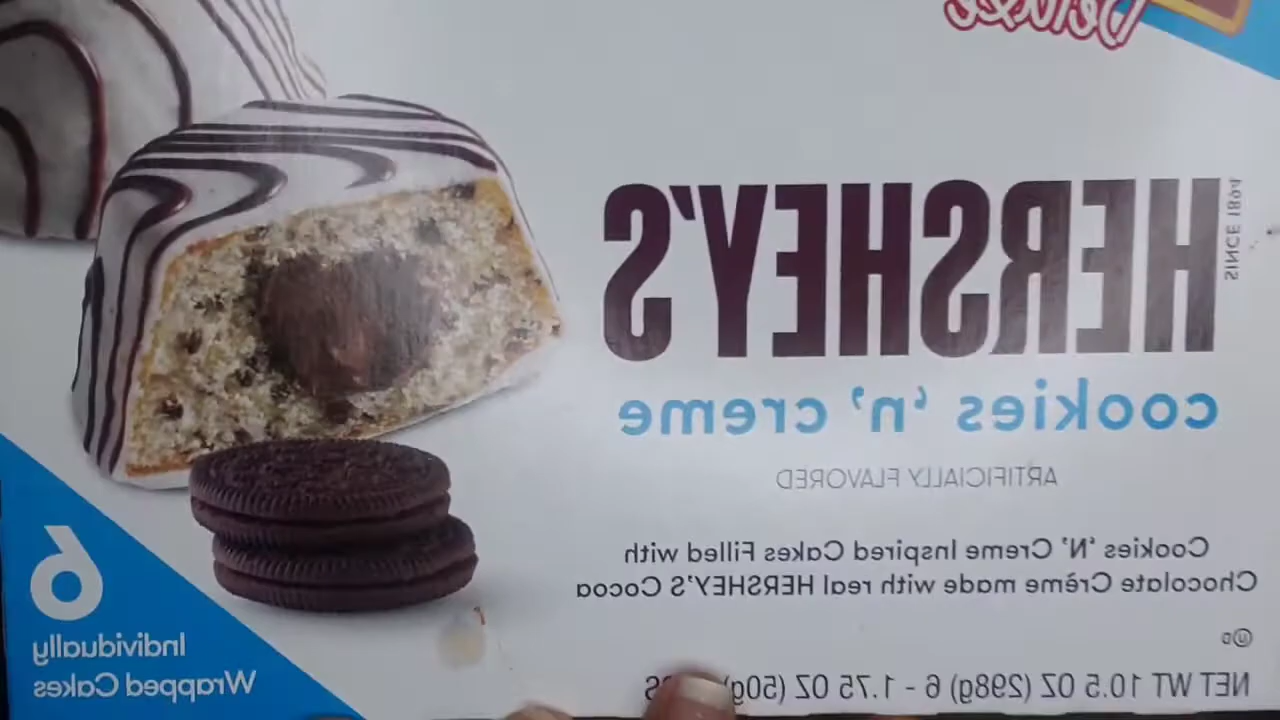 Deluxe
SINCE 1894
HERSHEY'S
cookies 'n' creme
ARTIFICIALLY FLAVORED
Cookies 'N' Creme Inspired Cakes Filled with
Chocolate Crème made with real HERSHEY'S Cocoa
NET WT 10.5 OZ (298g) 6 - 1.75 OZ (50g)
6
Individually
Wrapped Cakes